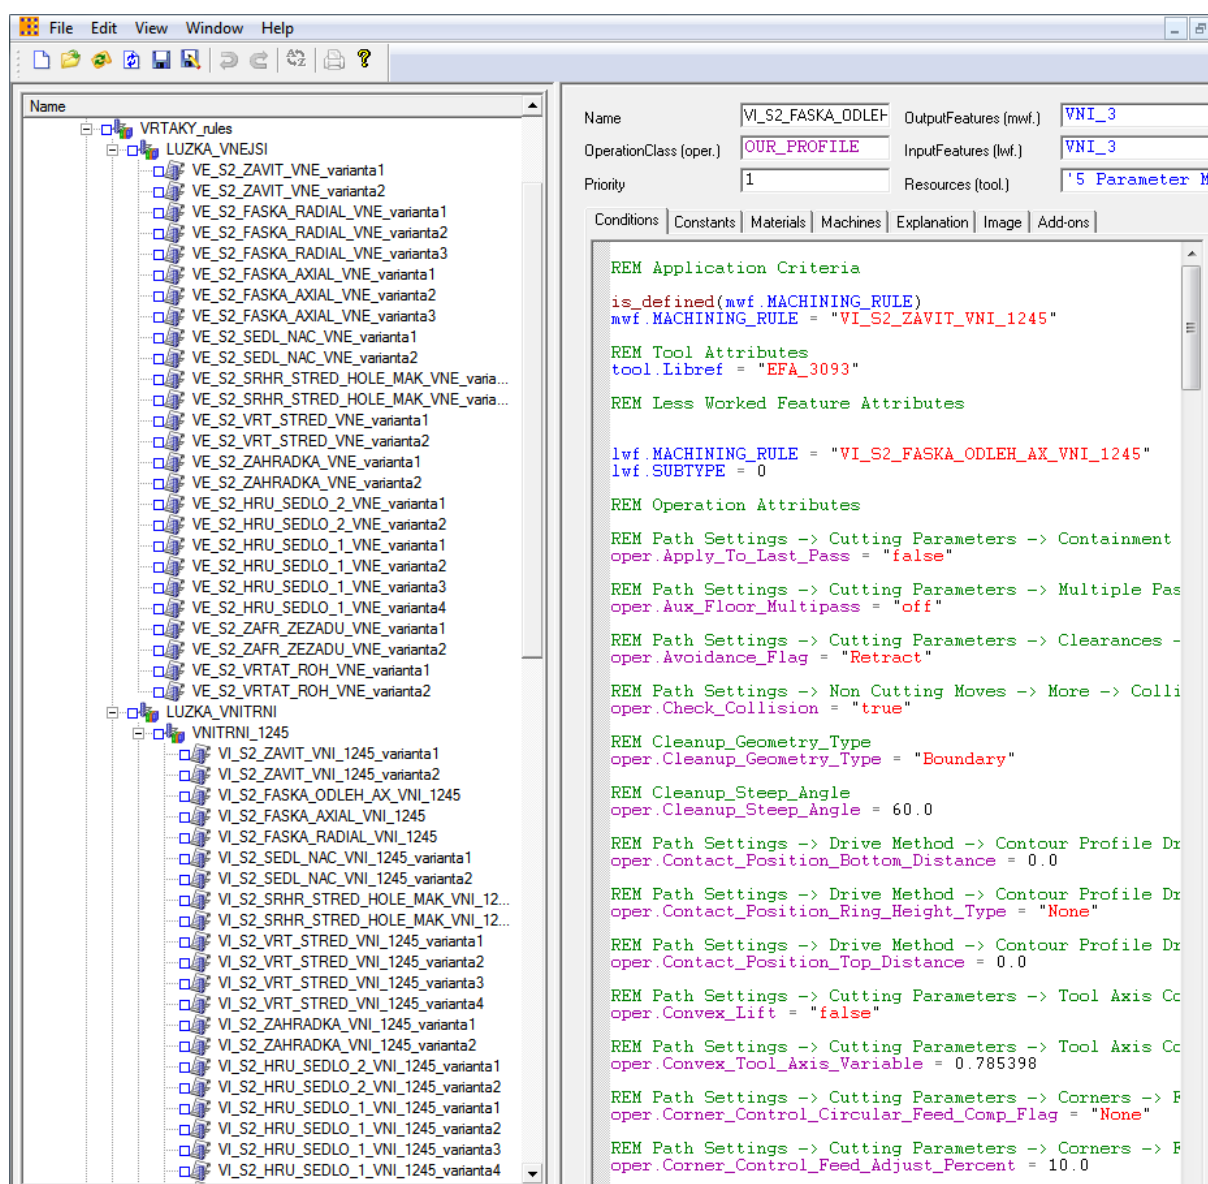 File Edit View Window Help
Name
VRTAKY_rules
LUZKA_VNEJSI
VE_S2_ZAVIT_VNE_varianta1
VE_S2_ZAVIT_VNE_varianta2
VE_S2_FASKA_RADIAL_VNE_varianta1
VE_S2_FASKA_RADIAL_VNE_varianta2
VE_S2_FASKA_RADIAL_VNE_varianta3
VE_S2_FASKA_AXIAL_VNE_varianta1
VE_S2_FASKA_AXIAL_VNE_varianta2
VE_S2_FASKA_AXIAL_VNE_varianta3
VE_S2_SEDL_NAC_VNE_varianta1
VE_S2_SEDL_NAC_VNE_varianta2
VE_S2_SRHR_STRED_HOLE_MAK_VNE_varia...
VE_S2_SRHR_STRED_HOLE_MAK_VNE_varia...
VE_S2_VRT_STRED_VNE_varianta1
VE_S2_VRT_STRED_VNE_varianta2
VE_S2_ZAHRADKA_VNE_varianta1
VE_S2_ZAHRADKA_VNE_varianta2
VE_S2_HRU_SEDLO_2_VNE_varianta1
VE_S2_HRU_SEDLO_2_VNE_varianta2
VE_S2_HRU_SEDLO_1_VNE_varianta1
VE_S2_HRU_SEDLO_1_VNE_varianta2
VE_S2_HRU_SEDLO_1_VNE_varianta3
VE_S2_HRU_SEDLO_1_VNE_varianta4
VE_S2_ZAFR_ZEZADU_VNE_varianta1
VE_S2_ZAFR_ZEZADU_VNE_varianta2
VE_S2_VRTAT_ROH_VNE_varianta1
VE_S2_VRTAT_ROH_VNE_varianta2
LUZKA_VNITRNI
VNITRNI_1245
VI_S2_ZAVIT_VNI_1245_varianta1
VI_S2_ZAVIT_VNI_1245_varianta2
VI_S2_FASKA_ODLEH_AX_VNI_1245
VI_S2_FASKA_AXIAL_VNI_1245
VI_S2_FASKA_RADIAL_VNI_1245
VI_S2_SEDL_NAC_VNI_1245_varianta1
VI_S2_SEDL_NAC_VNI_1245_varianta2
VI_S2_SRHR_STRED_HOLE_MAK_VNI_12...
VI_S2_SRHR_STRED_HOLE_MAK_VNI_12...
VI_S2_VRT_STRED_VNI_1245_varianta1
VI_S2_VRT_STRED_VNI_1245_varianta2
VI_S2_VRT_STRED_VNI_1245_varianta3
VI_S2_VRT_STRED_VNI_1245_varianta4
VI_S2_ZAHRADKA_VNI_1245_varianta1
VI_S2_ZAHRADKA_VNI_1245_varianta2
VI_S2_HRU_SEDLO_2_VNI_1245_varianta1
VI_S2_HRU_SEDLO_2_VNI_1245_varianta2
VI_S2_HRU_SEDLO_1_VNI_1245_varianta1
VI_S2_HRU_SEDLO_1_VNI_1245_varianta2
VI_S2_HRU_SEDLO_1_VNI_1245_varianta3
VI_S2_HRU_SEDLO_1_VNI_1245_varianta4
Name VI_S2_FASKA_ODLEH OutputFeatures (mwf.) VNI_3
OperationClass (oper.) OUR_PROFILE InputFeatures (lwf.) VNI_3
Priority 1 Resources (tool.) '5 Parameter M
Conditions Constants Materials Machines Explanation Image Add-ons
REM Application Criteria
is_defined(mwf.MACHINING_RULE)
mwf.MACHINING_RULE = "VI_S2_ZAVIT_VNI_1245"
REM Tool Attributes
tool.Libref = "EFA_3093"
REM Less Worked Feature Attributes
lwf.MACHINING_RULE = "VI_S2_FASKA_ODLEH_AX_VNI_1245"
lwf.SUBTYPE = 0
REM Operation Attributes
REM Path Settings -> Cutting Parameters -> Containment
oper.Apply_To_Last_Pass = "false"
REM Path Settings -> Cutting Parameters -> Multiple Pas
oper.Aux_Floor_Multipass = "off"
REM Path Settings -> Cutting Parameters -> Clearances -
oper.Avoidance_Flag = "Retract"
REM Path Settings -> Non Cutting Moves -> More -> Colli
oper.Check_Collision = "true"
REM Cleanup_Geometry_Type
oper.Cleanup_Geometry_Type = "Boundary"
REM Cleanup_Steep_Angle
oper.Cleanup_Steep_Angle = 60.0
REM Path Settings -> Drive Method -> Contour Profile Dr
oper.Contact_Position_Bottom_Distance = 0.0
REM Path Settings -> Drive Method -> Contour Profile Dr
oper.Contact_Position_Ring_Height_Type = "None"
REM Path Settings -> Drive Method -> Contour Profile Dr
oper.Contact_Position_Top_Distance = 0.0
REM Path Settings -> Cutting Parameters -> Tool Axis Co
oper.Convex_Lift = "false"
REM Path Settings -> Cutting Parameters -> Tool Axis Co
oper.Convex_Tool_Axis_Variable = 0.785398
REM Path Settings -> Cutting Parameters -> Corners -> F
oper.Corner_Control_Circular_Feed_Comp_Flag = "None"
REM Path Settings -> Cutting Parameters -> Corners -> F
oper.Corner_Control_Feed_Adjust_Percent = 10.0